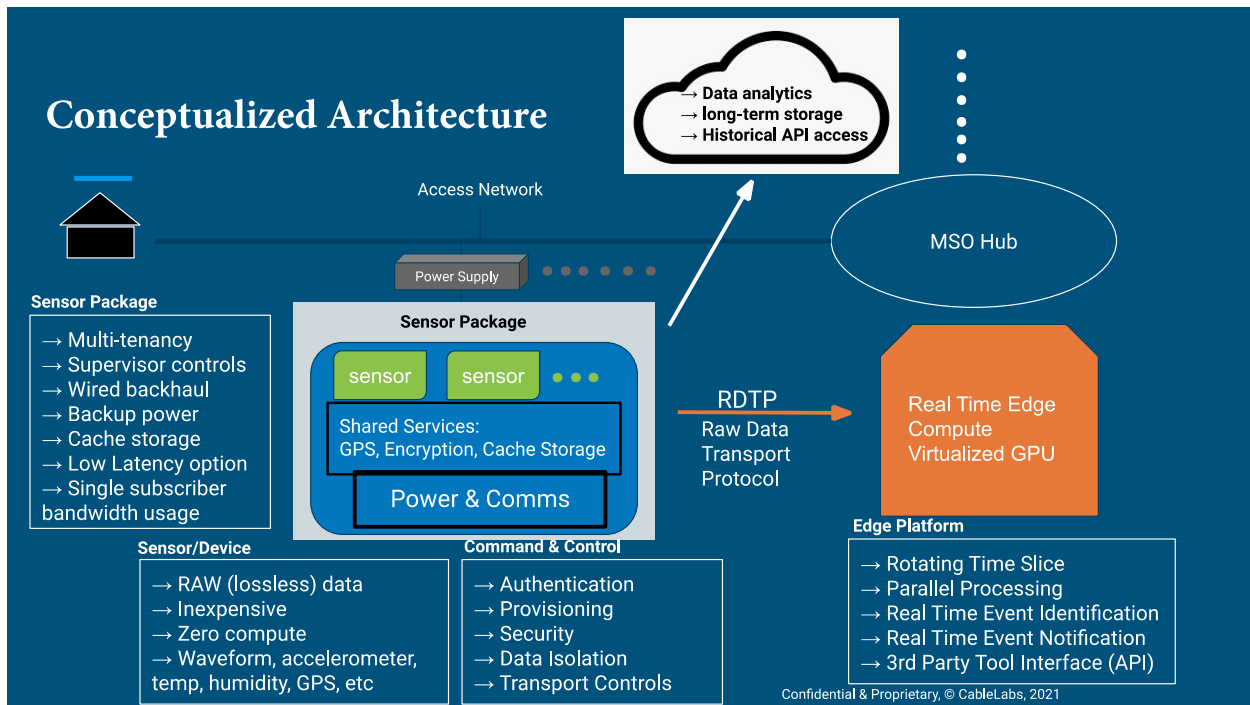 Conceptualized Architecture
→ Data analytics
→ long-term storage
→ Historical API access
Access Network
MSO Hub
Power Supply
Sensor Package
→ Multi-tenancy
→ Supervisor controls
→ Wired backhaul
→ Backup power
→ Cache storage
→ Low Latency option
→ Single subscriber
bandwidth usage
Sensor Package
sensor
sensor
Shared Services:
GPS, Encryption, Cache Storage
Power & Comms
RDTP
Raw Data
Transport
Protocol
Real Time Edge
Compute
Virtualized GPU
Sensor/Device
→ RAW (lossless) data
→ Inexpensive
→ Zero compute
→ Waveform, accelerometer,
temp, humidity, GPS, etc
Command & Control
→ Authentication
→ Provisioning
→ Security
→ Data Isolation
→ Transport Controls
Edge Platform
→ Rotating Time Slice
→ Parallel Processing
→ Real Time Event Identification
→ Real Time Event Notification
→ 3rd Party Tool Interface (API)
Confidential & Proprietary, © CableLabs, 2021